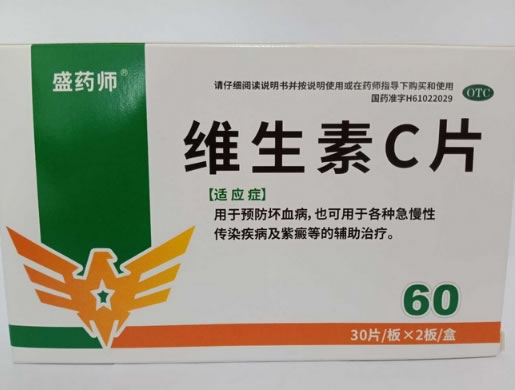 盛药师®
请仔细阅读说明书并按说明使用或在药师指导下购买和使用
国药准字H61022029
OTC
维生素C片
【适应症】
用于预防坏血病,也可用于各种急慢性
传染疾病及紫癜等的辅助治疗。
60
30片/板×2板/盒